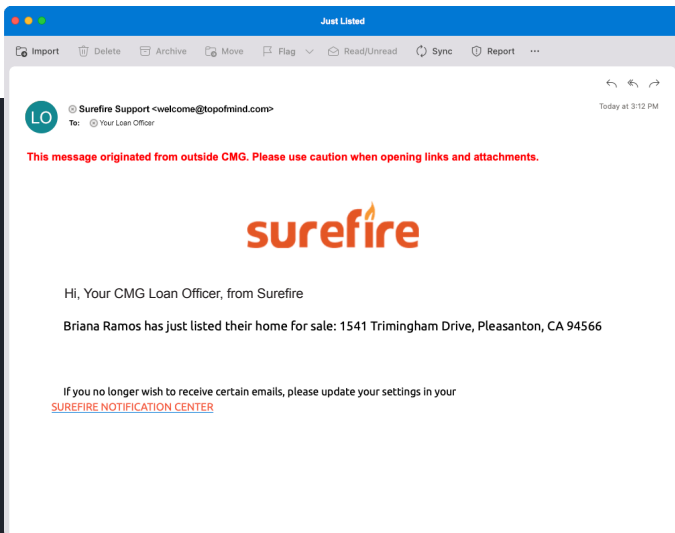 Just Listed
Import Delete Archive Move Flag Read/Unread Sync Report ...
Today at 3:12 PM
LO
Surefire Support <welcome@topofmind.com>
To: Your Loan Officer
This message originated from outside CMG. Please use caution when opening links and attachments.
surefire
Hi, Your CMG Loan Officer, from Surefire
Briana Ramos has just listed their home for sale: 1541 Trimingham Drive, Pleasanton, CA 94566
If you no longer wish to receive certain emails, please update your settings in your
SUREFIRE NOTIFICATION CENTER